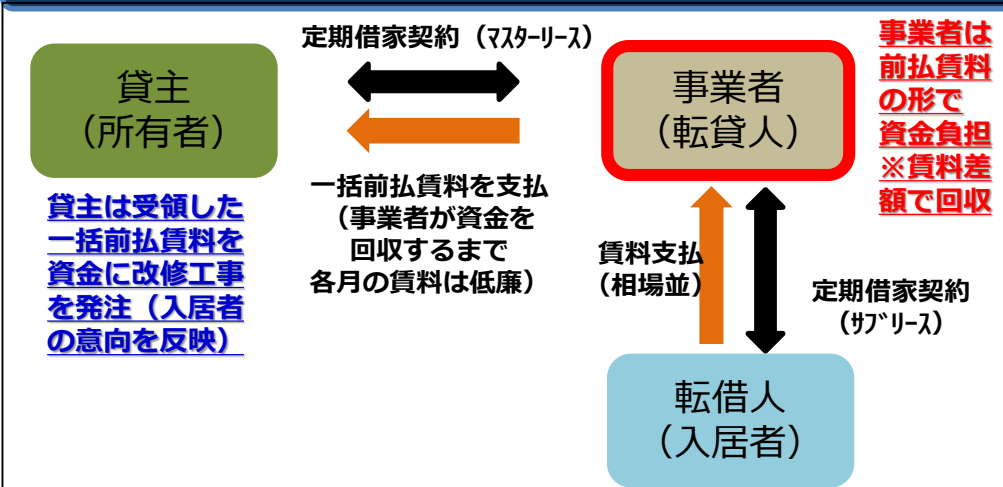 定期借家契約（ﾏｽﾀｰﾘｰｽ）
貸主
（所有者）
事業者
（転貸人）
事業者は
前払賃料
の形で
資金負担
※賃料差
額で回収
貸主は受領した
一括前払賃料を
資金に改修工事
を発注（入居者
の意向を反映）
一括前払賃料を支払
（事業者が資金を
回収するまで
各月の賃料は低廉）
賃料支払
（相場並）
定期借家契約
（ｻﾌﾞﾘｰｽ）
転借人
（入居者）